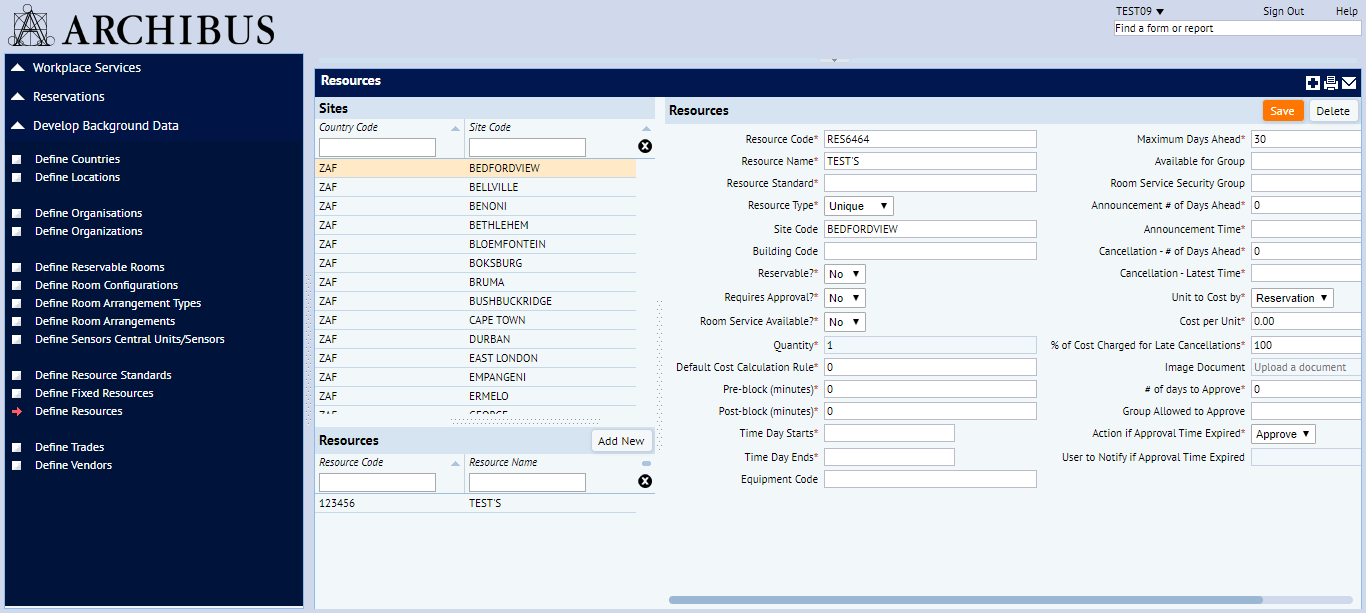 ARCHIBUS
TEST09 ▼ Sign Out Help
Find a form or report
Workplace Services
Reservations
Develop Background Data
Define Countries
Define Locations
Define Organisations
Define Organizations
Define Reservable Rooms
Define Room Configurations
Define Room Arrangement Types
Define Room Arrangements
Define Sensors Central Units/Sensors
Define Resource Standards
Define Fixed Resources
Define Resources
Define Trades
Define Vendors
Resources
Sites
Country Code Site Code
ZAF BEDFORDVIEW
ZAF BELLVILLE
ZAF BENONI
ZAF BETHLEHEM
ZAF BLOEMFONTEIN
ZAF BOKSBURG
ZAF BRUMA
ZAF BUSHBUCKRIDGE
ZAF CAPE TOWN
ZAF DURBAN
ZAF EAST LONDON
ZAF EMPANGENI
ZAF ERMELO
ZAF GEORGE
Resources Add New
Resource Code Resource Name
123456 TEST'S
Resources Save Delete
Resource Code* RES6464
Resource Name* TEST'S
Resource Standard*
Resource Type* Unique ▼
Site Code BEDFORDVIEW
Building Code
Reservable?* No ▼
Requires Approval?* No ▼
Room Service Available?* No ▼
Quantity* 1
Default Cost Calculation Rule* 0
Pre-block (minutes)* 0
Post-block (minutes)* 0
Time Day Starts*
Time Day Ends*
Equipment Code
Maximum Days Ahead* 30
Available for Group
Room Service Security Group
Announcement # of Days Ahead* 0
Announcement Time*
Cancellation - # of Days Ahead* 0
Cancellation - Latest Time*
Unit to Cost by* Reservation ▼
Cost per Unit* 0.00
% of Cost Charged for Late Cancellations* 100
Image Document Upload a document
# of days to Approve* 0
Group Allowed to Approve
Action if Approval Time Expired* Approve ▼
User to Notify if Approval Time Expired